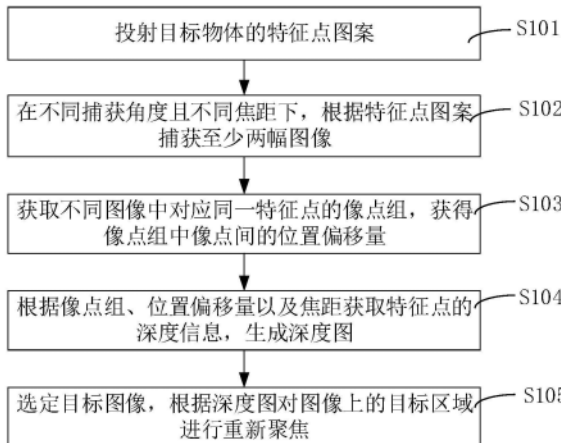 投射目标物体的特征点图案
S101
在不同捕获角度且不同焦距下，根据特征点图案
捕获至少两幅图像
S102
获取不同图像中对应同一特征点的像点组，获得
像点组中像点间的位置偏移量
S103
根据像点组、位置偏移量以及焦距获取特征点的
深度信息，生成深度图
S104
选定目标图像，根据深度图对图像上的目标区域
进行重新聚焦
S105